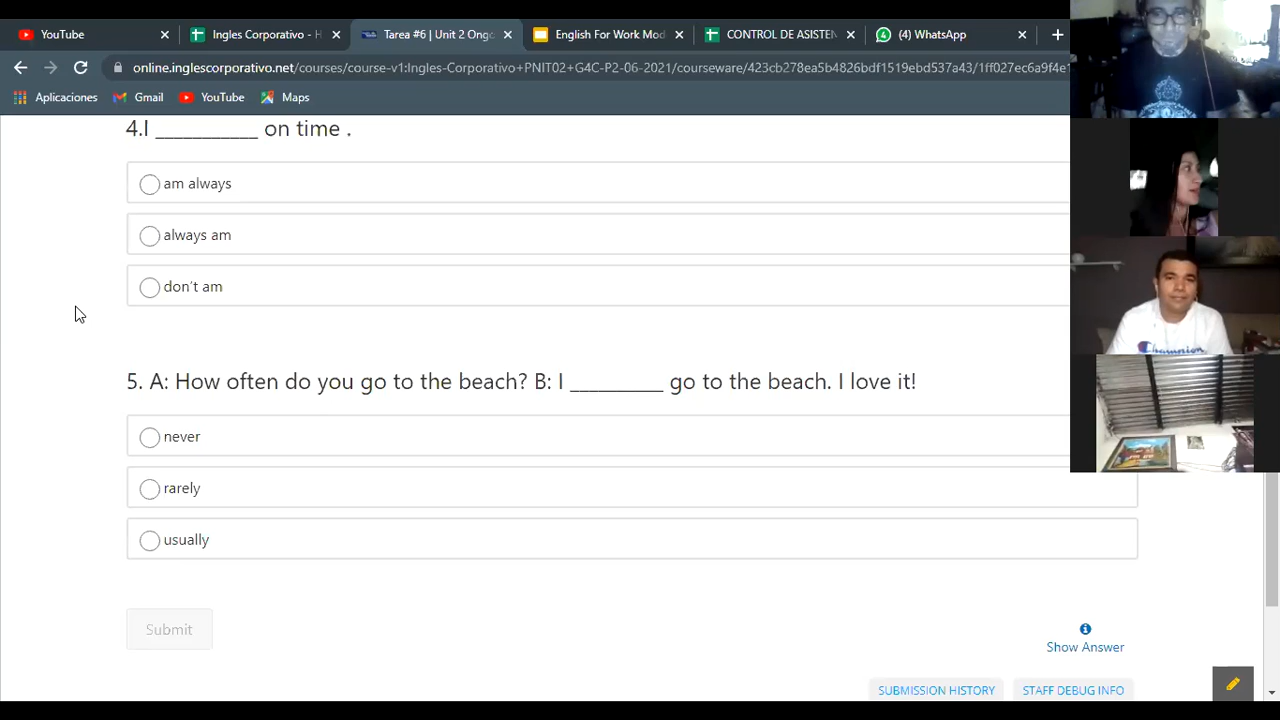 YouTube
Ingles Corporativo - H
Tarea #6 | Unit 2 Ongo
English For Work Mod
CONTROL DE ASISTEN
(4) WhatsApp
online.inglescorporativo.net/courses/course-v1:Ingles-Corporativo+PNIT02+G4C-P2-06-2021/courseware/423cb278ea5b4826bdf1519ebd537a43/1ff027ec6a9f4e
Aplicaciones
Gmail
YouTube
Maps
4.I ___________ on time .
am always
always am
don't am
5. A: How often do you go to the beach? B: I __________ go to the beach. I love it!
never
rarely
usually
Submit
Show Answer
SUBMISSION HISTORY
STAFF DEBUG INFO
Champion